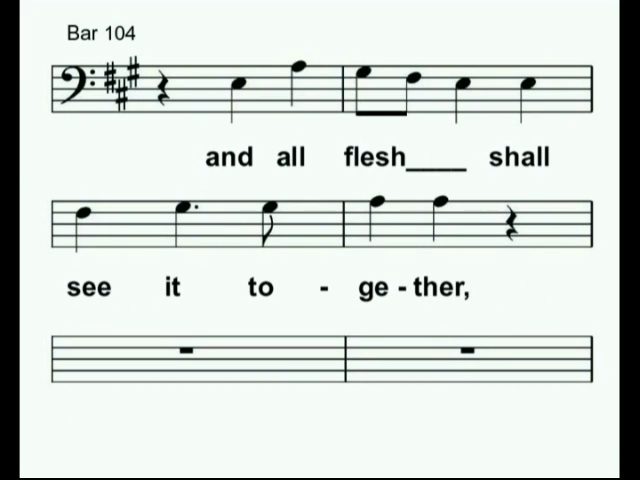 Bar 104
and all flesh____ shall
see it to - ge - ther,